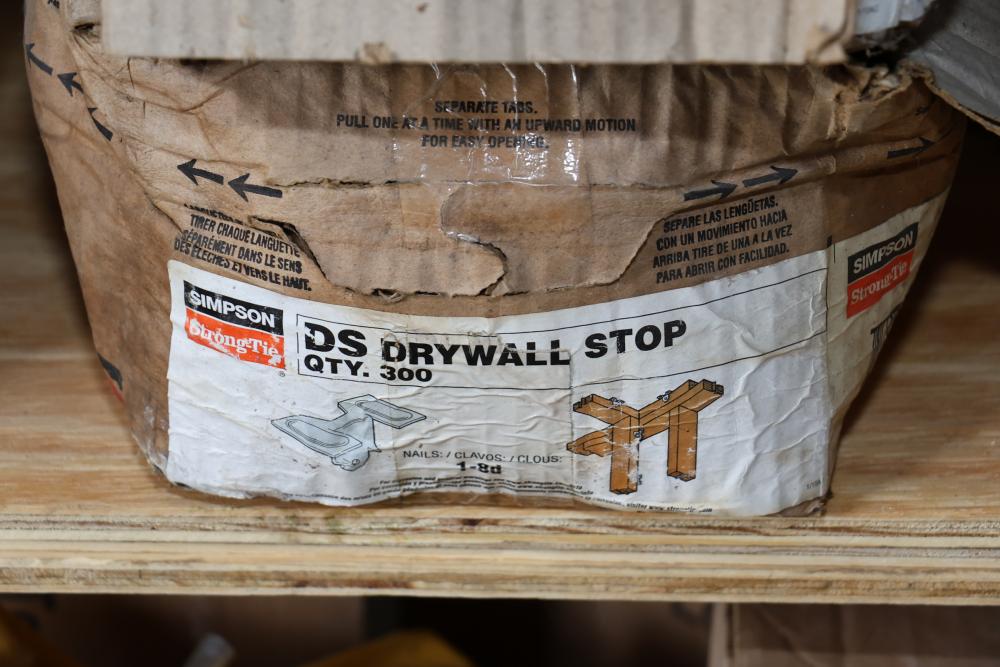 SEPARATE TABS.
PULL ONE AT A TIME WITH AN UPWARD MOTION
FOR EASY OPENING.
TIRER CHAQUE LANGUETTE
SÉPARÉMENT DANS LE SENS
DES FLÈCHES ET VERS LE HAUT.
SEPARE LAS LENGÜETAS.
CON UN MOVIMIENTO HACIA
ARRIBA TIRE DE UNA A LA VEZ
PARA ABRIR CON FACILIDAD.
SIMPSON
Strong-Tie
®
DS DRYWALL STOP
QTY. 300
NAILS: / CLAVOS: / CLOUS:
1-8d
SIMPSON
Strong-Tie